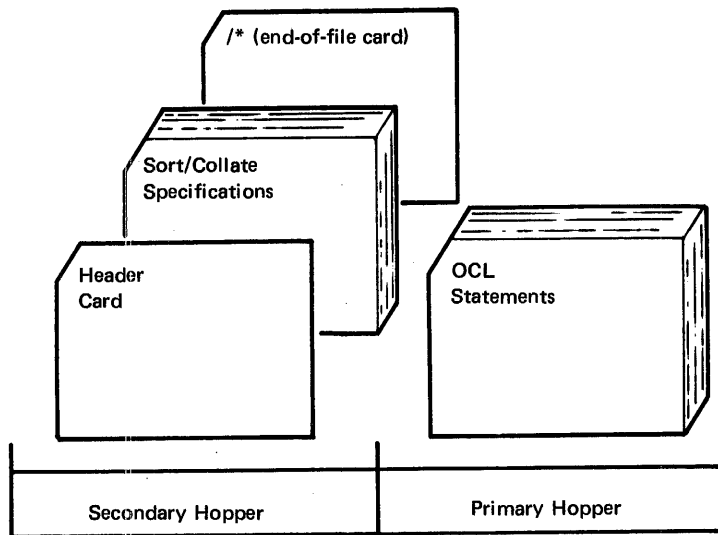 /* (end-of-file card)
Sort/Collate
Specifications
Header
Card
OCL
Statements
Secondary Hopper
Primary Hopper